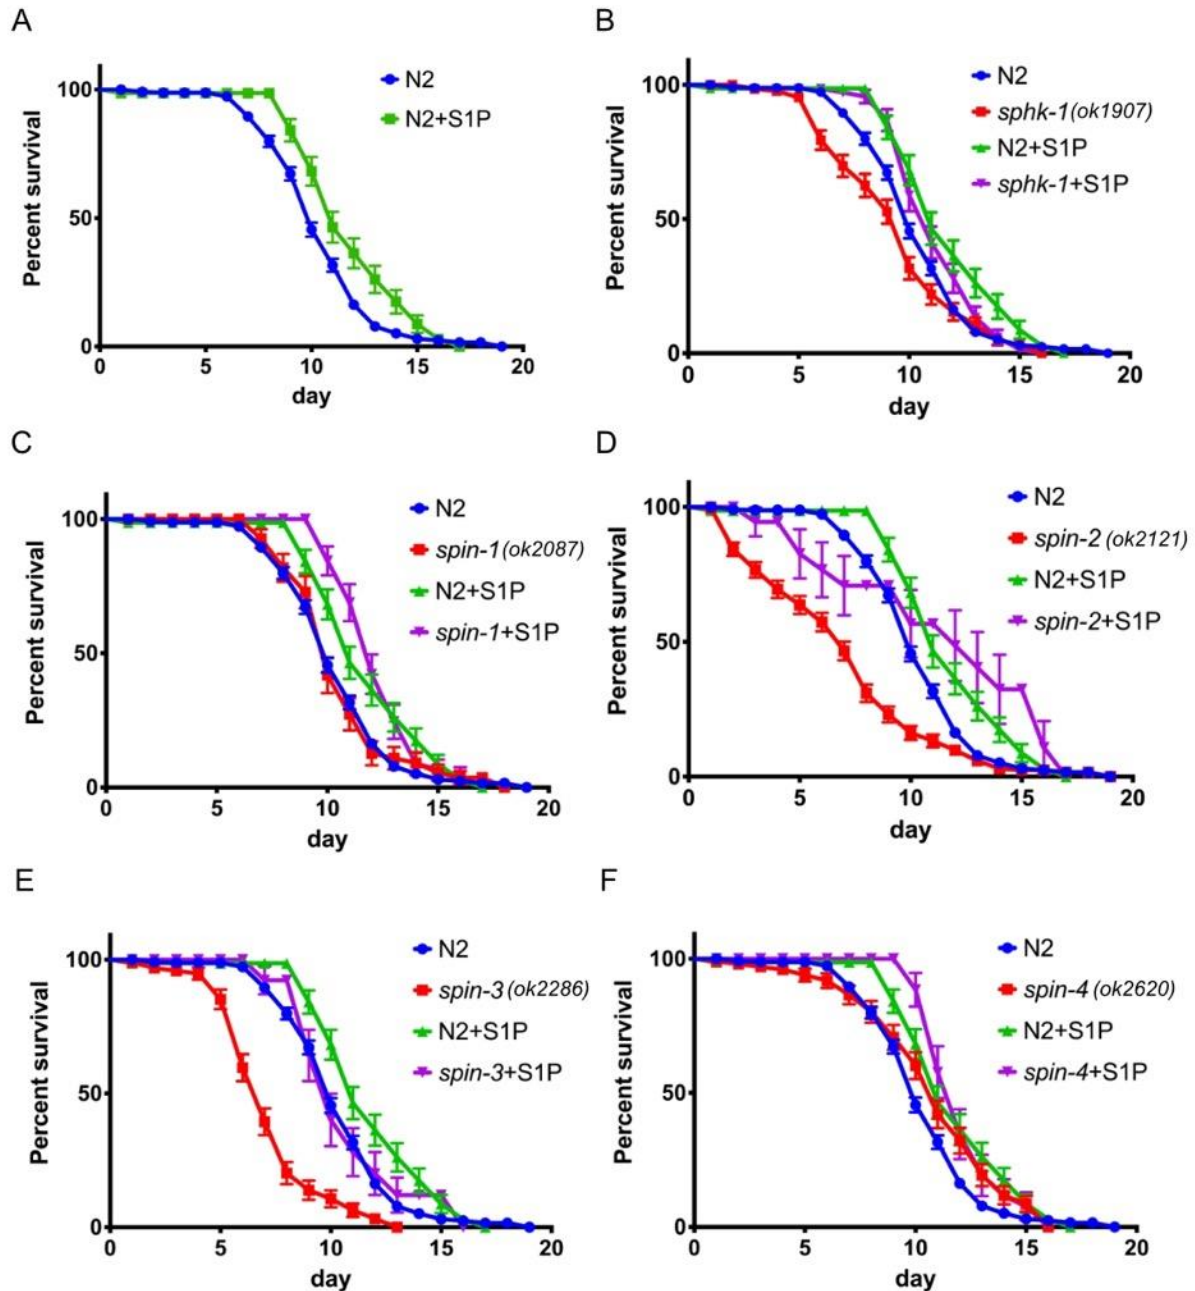 A
Percent survival
100
50
0
0 5 10 15 20
day
N2
N2+S1P
B
Percent survival
100
50
0
0 5 10 15 20
day
N2
sphk-1(ok1907)
N2+S1P
sphk-1+S1P
C
Percent survival
100
50
0
0 5 10 15 20
day
N2
spin-1(ok2087)
N2+S1P
spin-1+S1P
D
Percent survival
100
50
0
0 5 10 15 20
day
N2
spin-2 (ok2121)
N2+S1P
spin-2+S1P
E
Percent survival
100
50
0
0 5 10 15 20
day
N2
spin-3(ok2286)
N2+S1P
spin-3+S1P
F
Percent survival
100
50
0
0 5 10 15 20
day
N2
spin-4 (ok2620)
N2+S1P
spin-4+S1P